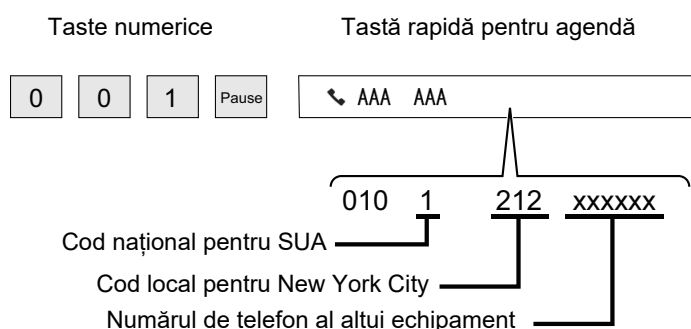 Taste numerice Tastă rapidă pentru agendă
0 0 1 Pause AAA AAA
010 1 212 xxxxxx
Cod național pentru SUA
Cod local pentru New York City
Numărul de telefon al altui echipament